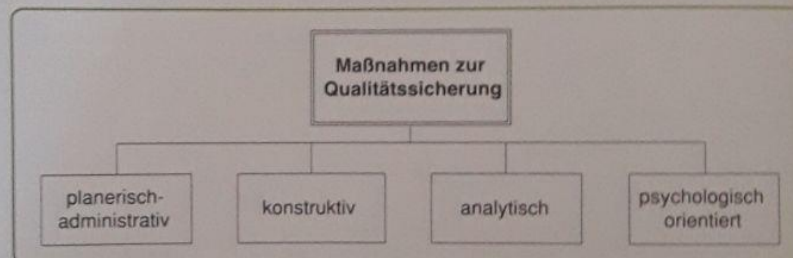 Maßnahmen zur
Qualitätssicherung
planerisch-
administrativ
konstruktiv
analytisch
psychologisch
orientiert